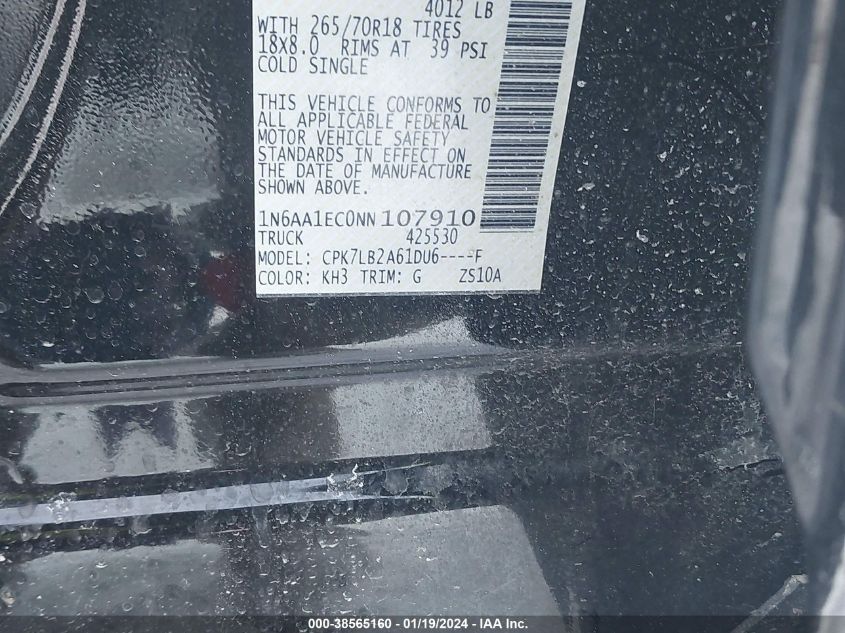 4012 LB
WITH 265/70R18 TIRES
18X8.0 RIMS AT 39 PSI
COLD SINGLE
THIS VEHICLE CONFORMS TO
ALL APPLICABLE FEDERAL
MOTOR VEHICLE SAFETY
STANDARDS IN EFFECT ON
THE DATE OF MANUFACTURE
SHOWN ABOVE.
1N6AA1EC0NN 107910
TRUCK 425530
MODEL: CPK7LB2A61DU6----F
COLOR: KH3 TRIM: G ZS10A
000-38565160 - 01/19/2024 - IAA Inc.